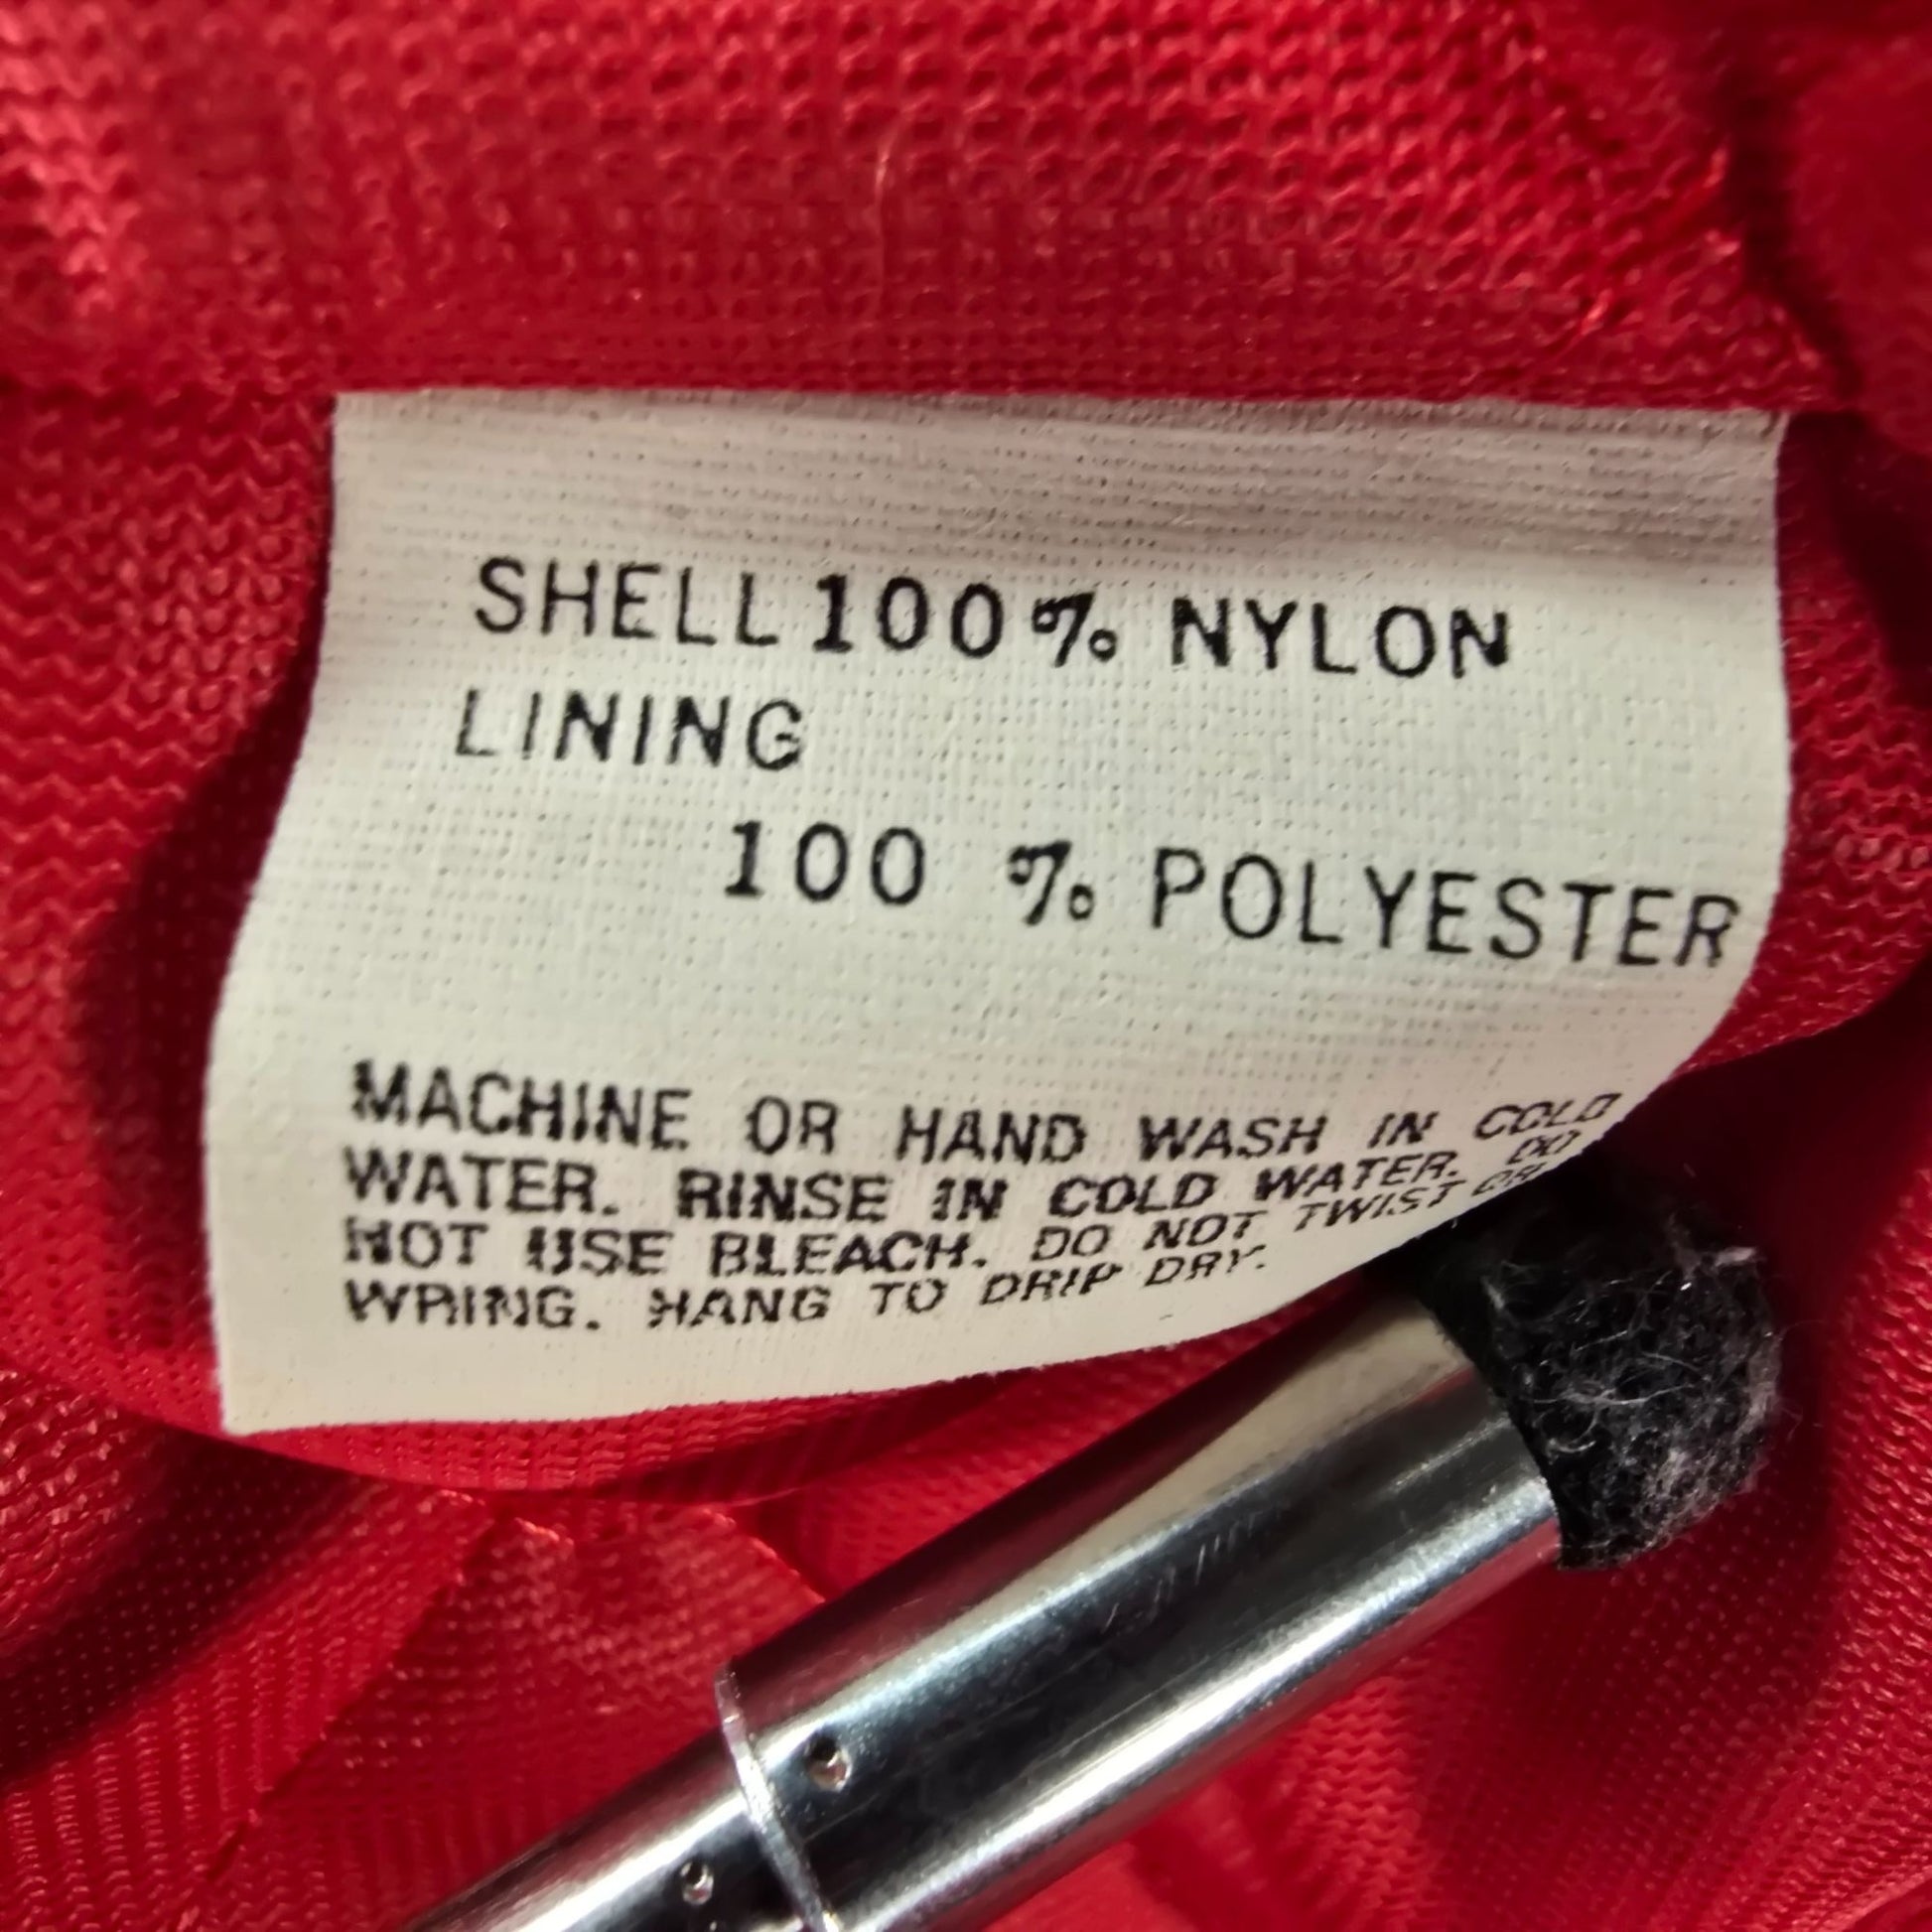 SHELL 100% NYLON
LINING
100 % POLYESTER
MACHINE OR HAND WASH IN COLD
WATER. RINSE IN COLD WATER. DO
NOT USE BLEACH. DO NOT TWIST OR
WRING. HANG TO DRIP DRY.